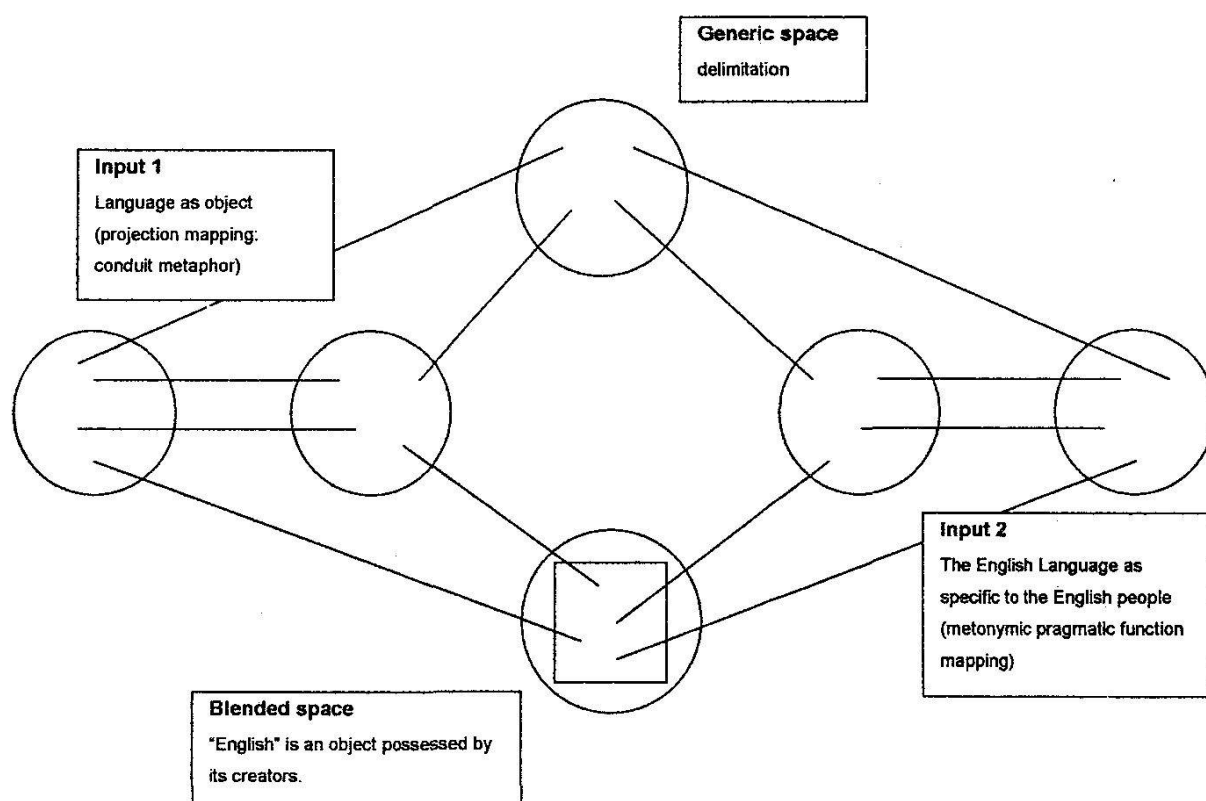 Generic space
delimitation
Input 1
Language as object
(projection mapping:
conduit metaphor)
Input 2
The English Language as
specific to the English people
(metonymic pragmatic function
mapping)
Blended space
"English" is an object possessed by
its creators.